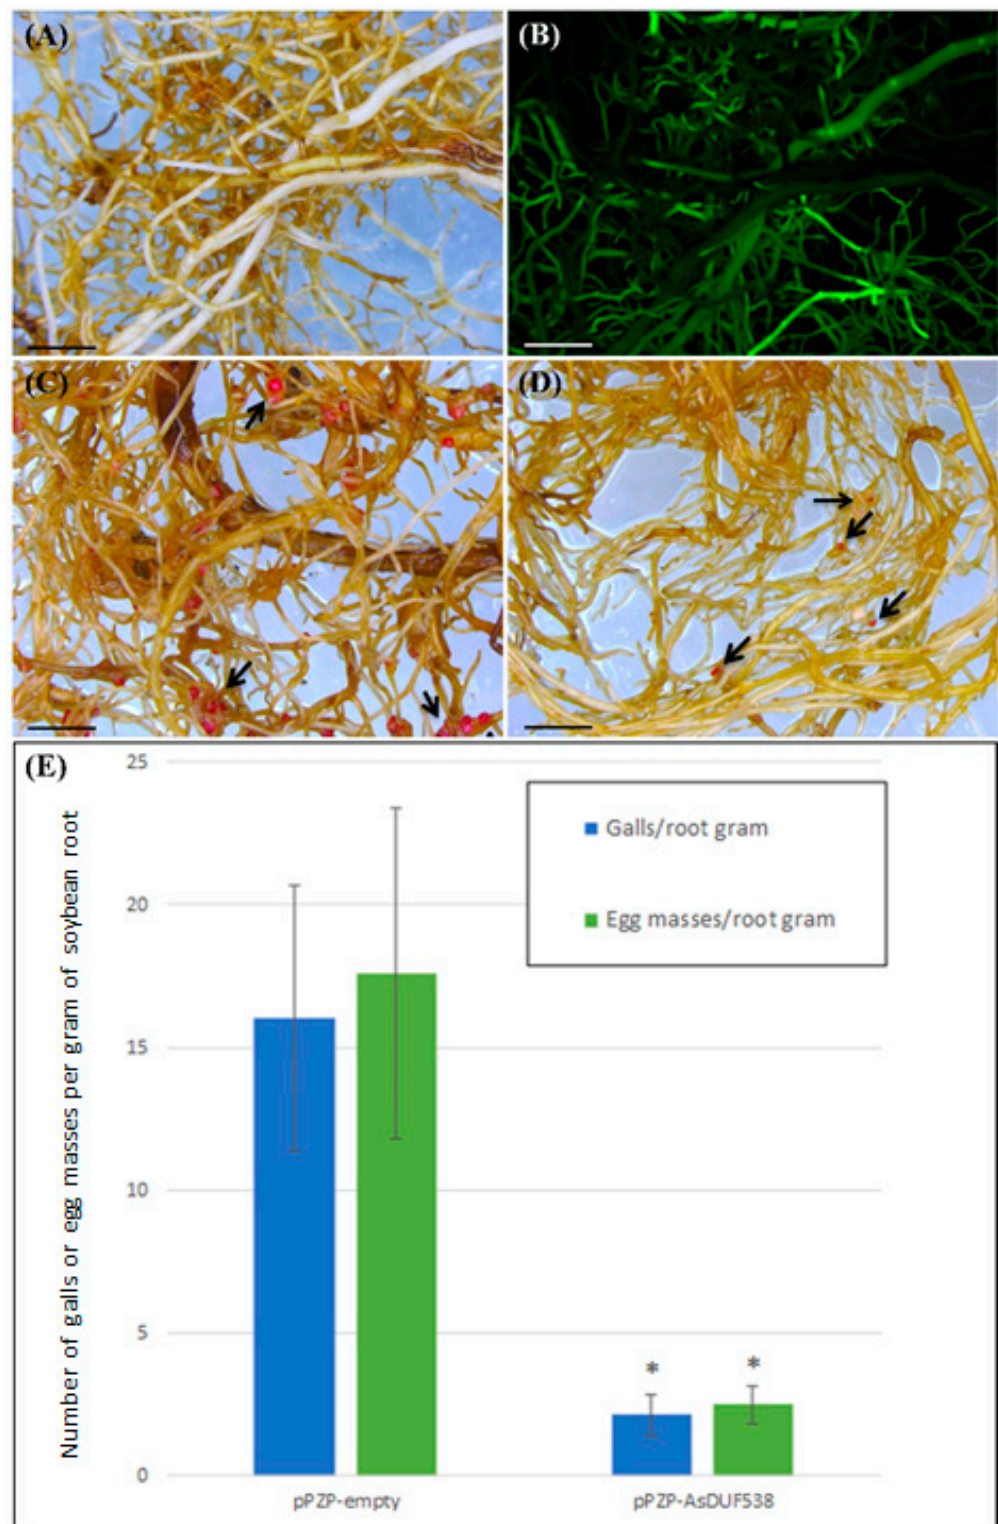 (A)
(B)
(C)
(D)
(E)
Number of galls or egg masses per gram of soybean root
25
20
15
10
5
0
Galls/root gram
Egg masses/root gram
*
*
pPZP-empty
pPZP-AsDUF538